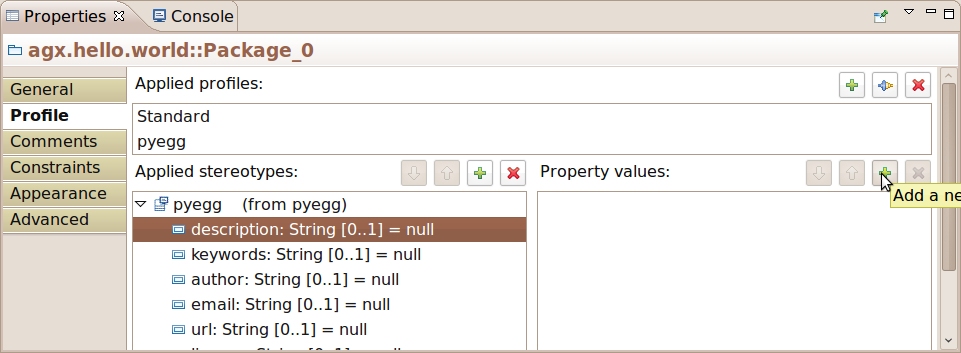 Properties
Console
agx.hello.world::Package_0
General
Profile
Comments
Constraints
Appearance
Advanced
Applied profiles:
Standard
pyegg
Applied stereotypes:
pyegg (from pyegg)
description: String [0..1] = null
keywords: String [0..1] = null
author: String [0..1] = null
email: String [0..1] = null
url: String [0..1] = null
Property values:
Add a ne